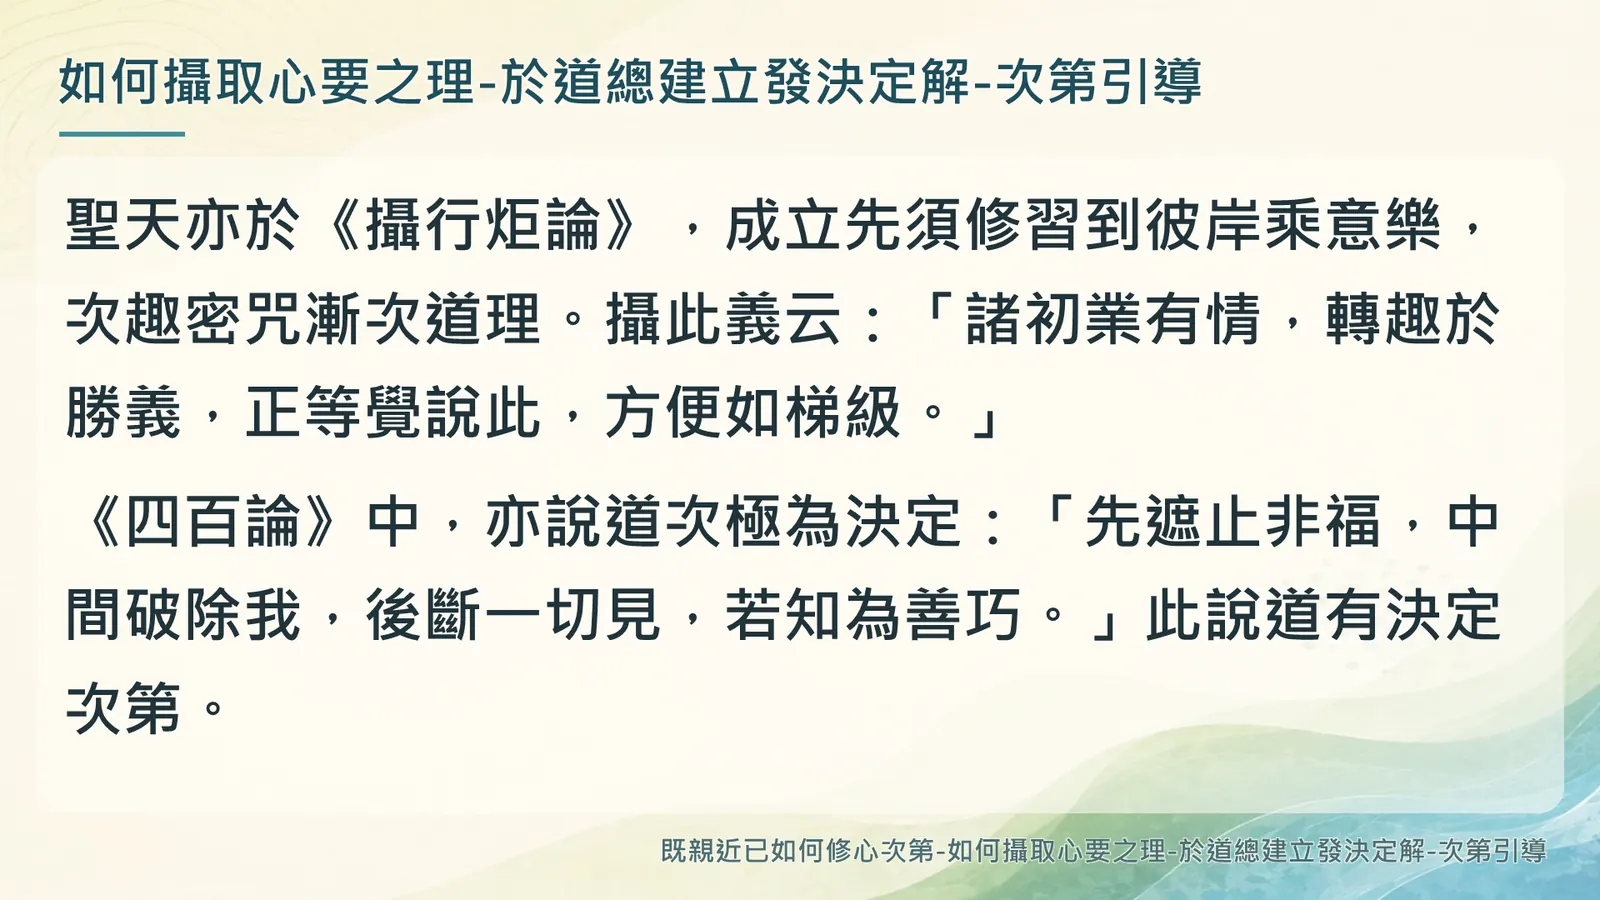 如何攝取心要之理-於道總建立發決定解-次第引導
聖天亦於《攝行炬論》，成立先須修習到彼岸乘意樂，
次趣密咒漸次道理。攝此義云：「諸初業有情，轉趣於
勝義，正等覺說此，方便如梯級。」
《四百論》中，亦說道次極為決定：「先遮止非福，中
間破除我，後斷一切見，若知為善巧。」此說道有決定
次第。
既親近已如何修心次第-如何攝取心要之理-於道總建立發決定解-次第引導